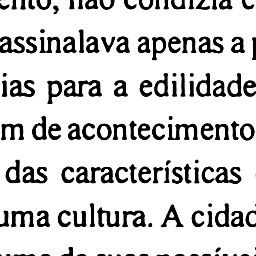 ento, não condizia c
assinalava apenas a p
ias para a edilidade
m de acontecimento
das características
uma cultura. A cidad